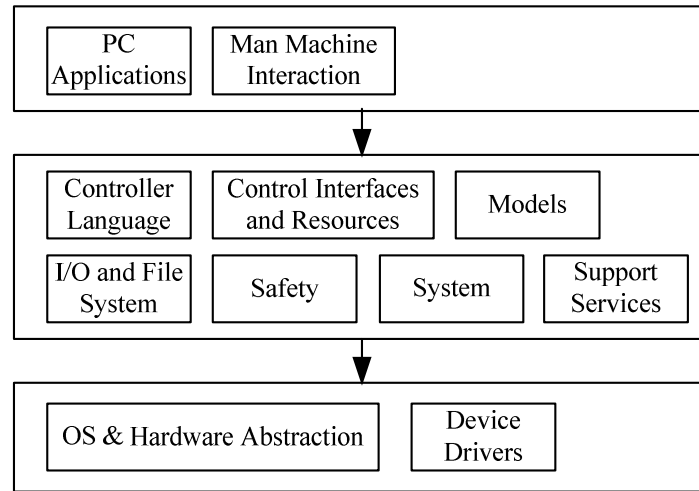 PC
Applications
Man Machine
Interaction
Controller
Language
Control Interfaces
and Resources
Models
I/O and File
System
Safety
System
Support
Services
OS & Hardware Abstraction
Device
Drivers